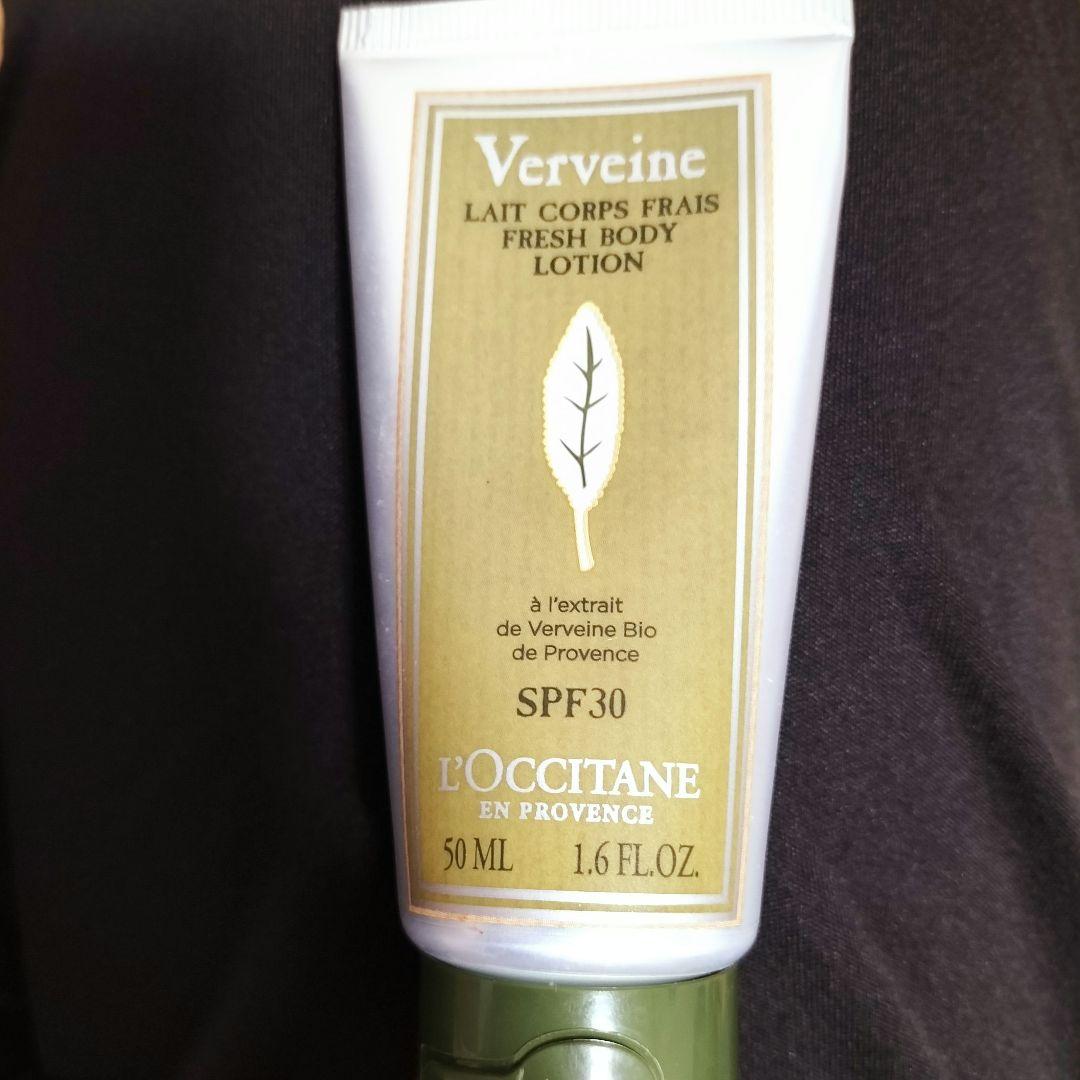 Verveine
LAIT CORPS FRAIS
FRESH BODY
LOTION
à l'extrait
de Verveine Bio
de Provence
SPF30
L'OCCITANE
EN PROVENCE
50 ML 1.6 FL.OZ.